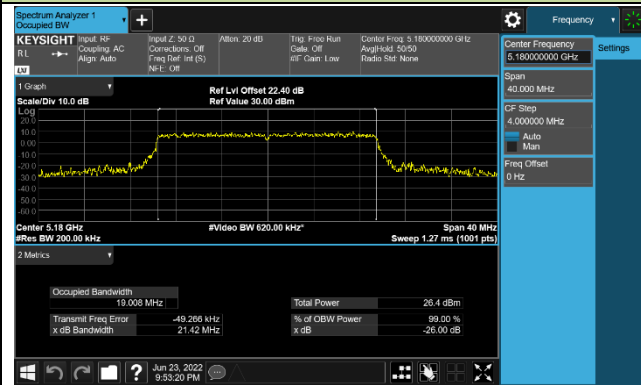 Spectrum Analyzer 1
Occupied BW
KEYSIGHT
RL
LXI
Input: RF
Coupling: AC
Align: Auto
Input Z: 50 Ω
Corrections: Off
Freq Ref: Int (S)
NFE: Off
Atten: 20 dB
Trig: Free Run
Gate: Off
#IF Gain: Low
Center Freq: 5.180000000 GHz
Avg|Hold: 50/50
Radio Std: None
1 Graph
Scale/Div 10.0 dB
Ref Lvl Offset 22.40 dB
Ref Value 30.00 dBm
Log
20.0
10.0
0.00
-10.0
-20.0
-30.0
-40.0
-50.0
-60.0
Center 5.18 GHz
#Res BW 200.00 kHz
#Video BW 620.00 kHz*
Span 40 MHz
Sweep 1.27 ms (1001 pts)
2 Metrics
Occupied Bandwidth
19.008 MHz
Transmit Freq Error -49.266 kHz
x dB Bandwidth 21.42 MHz
Total Power 26.4 dBm
% of OBW Power 99.00 %
x dB -26.00 dB
Jun 23, 2022
9:53:20 PM
Frequency
Settings
Center Frequency
5.180000000 GHz
Span
40.000 MHz
CF Step
4.000000 MHz
Auto
Man
Freq Offset
0 Hz